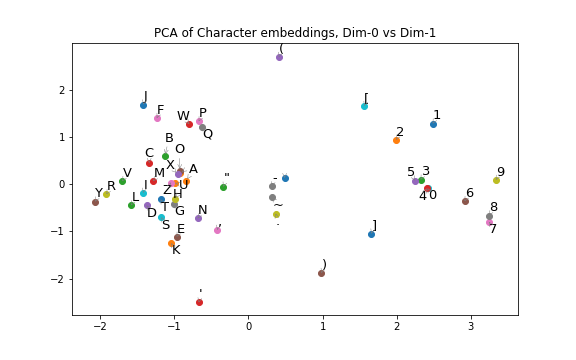 PCA of Character embeddings, Dim-0 vs Dim-1
(
J
F
W
P
Q
[
1
2
B
O
C
X
A
V
M
Z
U
H
I
"
-
5
3
4
0
9
Y
R
L
D
T
G
S
N
,
~
.
6
8
7
E
K
]
)
'
2
1
0
−1
−2
−2
−1
0
1
2
3